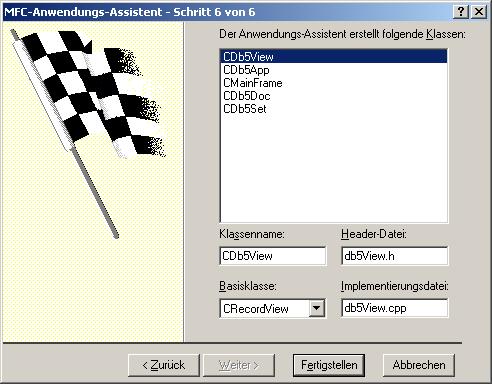 MFC-Anwendungs-Assistent - Schritt 6 von 6
Der Anwendungs-Assistent erstellt folgende Klassen:
CDb5View
CDb5App
CMainFrame
CDb5Doc
CDb5Set
Klassenname: Header-Datei:
CDb5View db5View.h
Basisklasse: Implementierungsdatei:
CRecordView db5View.cpp
< Zurück Weiter > Fertigstellen Abbrechen